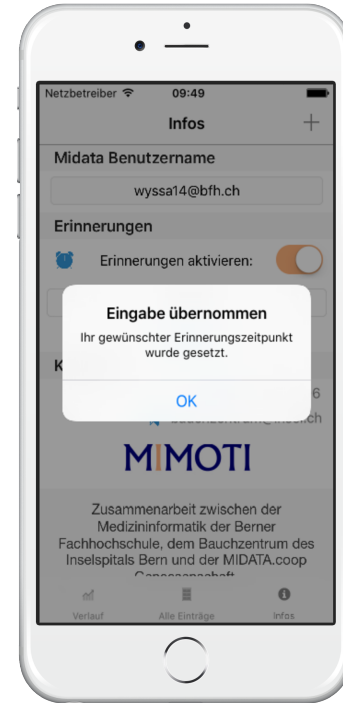 Netzbetreiber 09:49
Infos
Midata Benutzername
wyssa14@bfh.ch
Erinnerungen
Erinnerungen aktivieren:
Eingabe übernommen
Ihr gewünschter Erinnerungszeitpunkt
wurde gesetzt.
K
6
OK
MIMOTI
Zusammenarbeit zwischen der
Medizininformatik der Berner
Fachhochschule, dem Bauchzentrum des
Inselspitals Bern und der MIDATA.coop
Verlauf Alle Einträge Infos